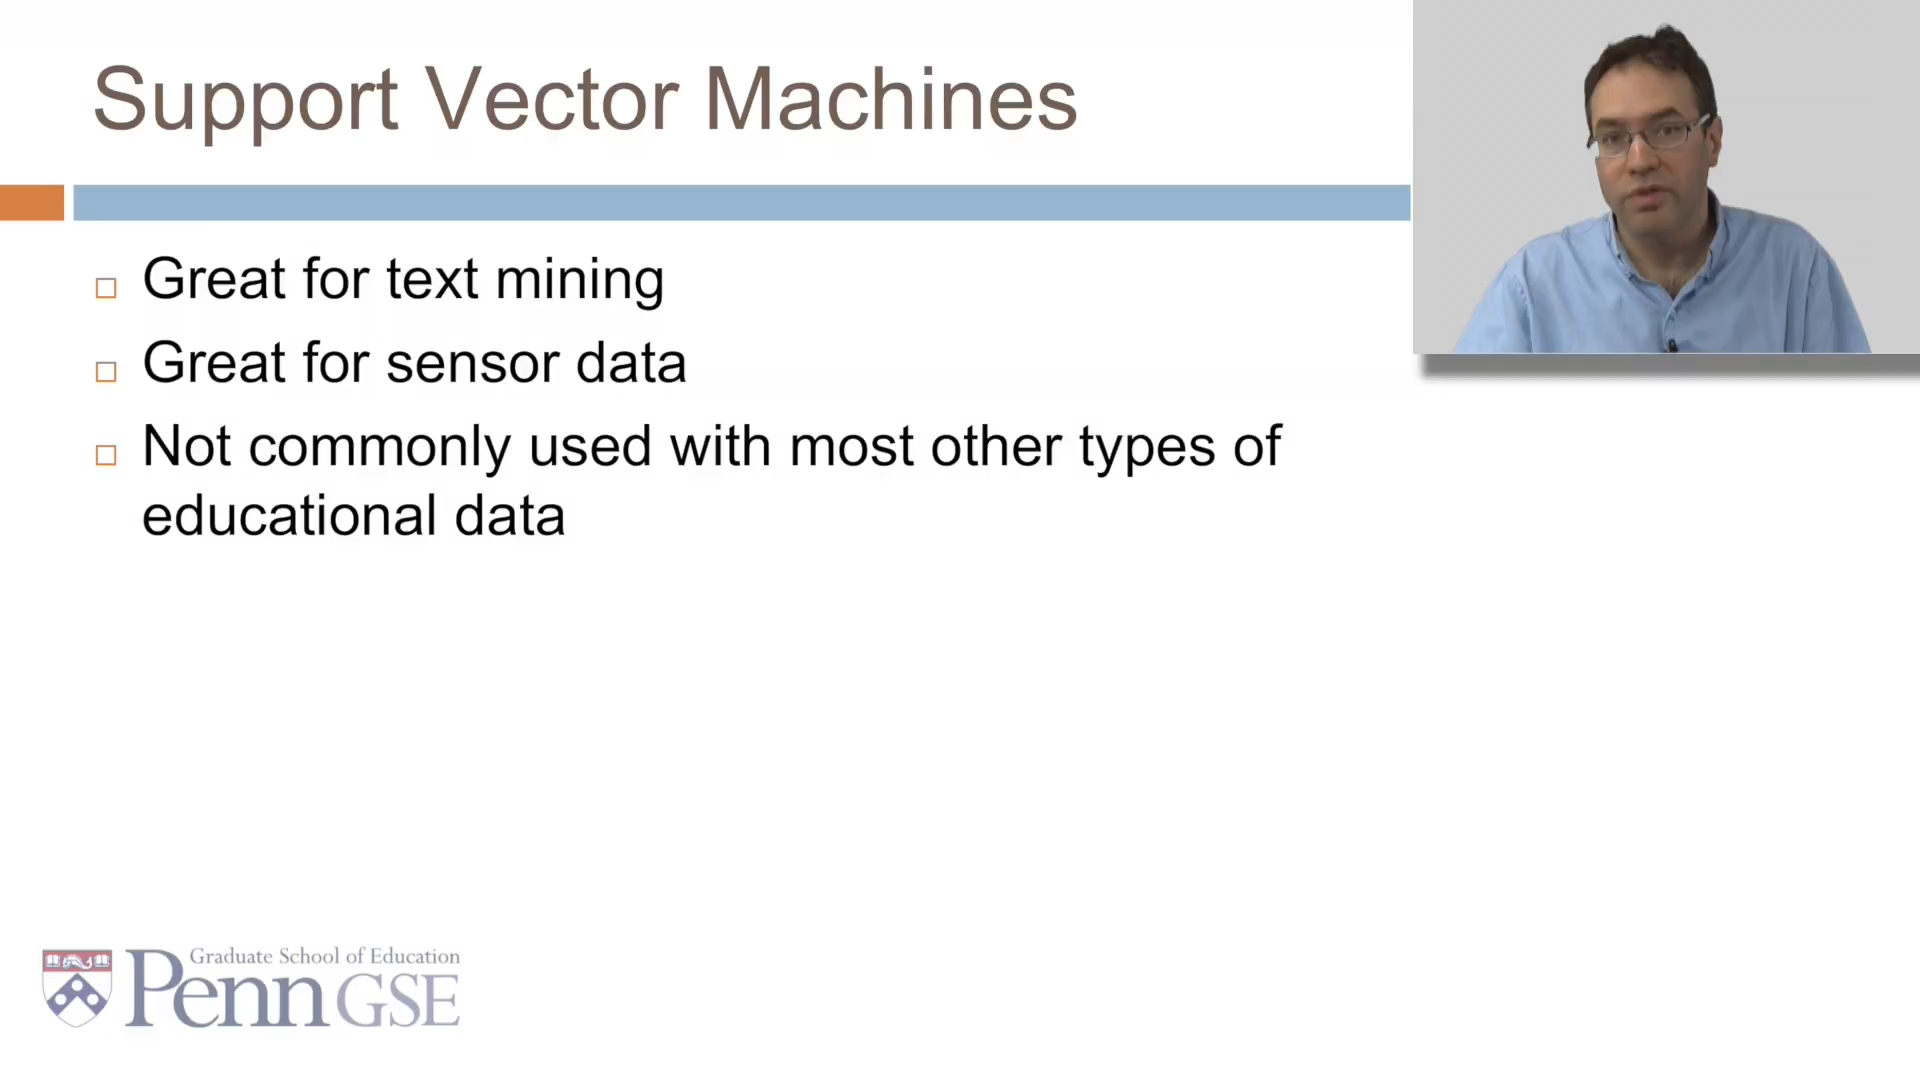 Support Vector Machines
Great for text mining
Great for sensor data
Not commonly used with most other types of
educational data
Graduate School of Education
Penn GSE